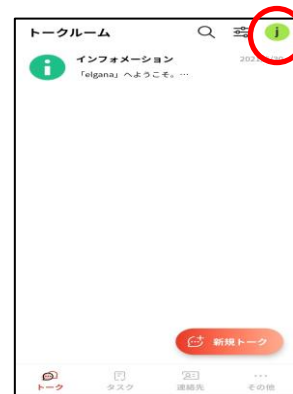 トークルーム
j
インフォメーション
「elgana」へようこそ。…
新規トーク
トーク
タスク
連絡先
その他